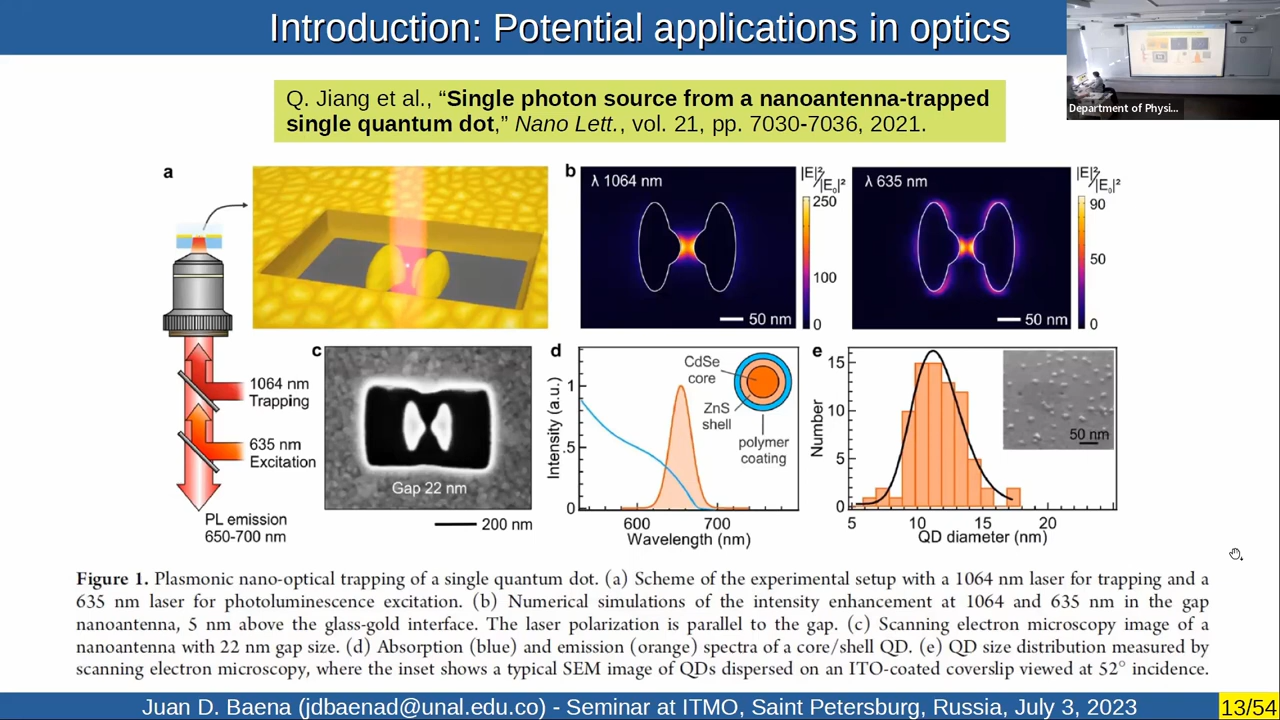 Introduction: Potential applications in optics
Department of Physi...
Q. Jiang et al., “Single photon source from a nanoantenna-trapped
single quantum dot,” Nano Lett., vol. 21, pp. 7030-7036, 2021.
a
1064 nm
Trapping
635 nm
Excitation
PL emission
650-700 nm
b
λ 1064 nm
50 nm
|E|²/|E₀|²
250
100
0
λ 635 nm
50 nm
|E|²/|E₀|²
90
50
0
c
Gap 22 nm
200 nm
d
Intensity (a.u.)
1
.5
0
600
700
Wavelength (nm)
CdSe
core
ZnS
shell
polymer
coating
e
Number
15
10
5
0
5
10
15
20
QD diameter (nm)
50 nm
Figure 1. Plasmonic nano-optical trapping of a single quantum dot. (a) Scheme of the experimental setup with a 1064 nm laser for trapping and a
635 nm laser for photoluminescence excitation. (b) Numerical simulations of the intensity enhancement at 1064 and 635 nm in the gap
nanoantenna, 5 nm above the glass-gold interface. The laser polarization is parallel to the gap. (c) Scanning electron microscopy image of a
nanoantenna with 22 nm gap size. (d) Absorption (blue) and emission (orange) spectra of a core/shell QD. (e) QD size distribution measured by
scanning electron microscopy, where the inset shows a typical SEM image of QDs dispersed on an ITO-coated coverslip viewed at 52° incidence.
Juan D. Baena (jdbaenad@unal.edu.co) - Seminar at ITMO, Saint Petersburg, Russia, July 3, 2023
13/54